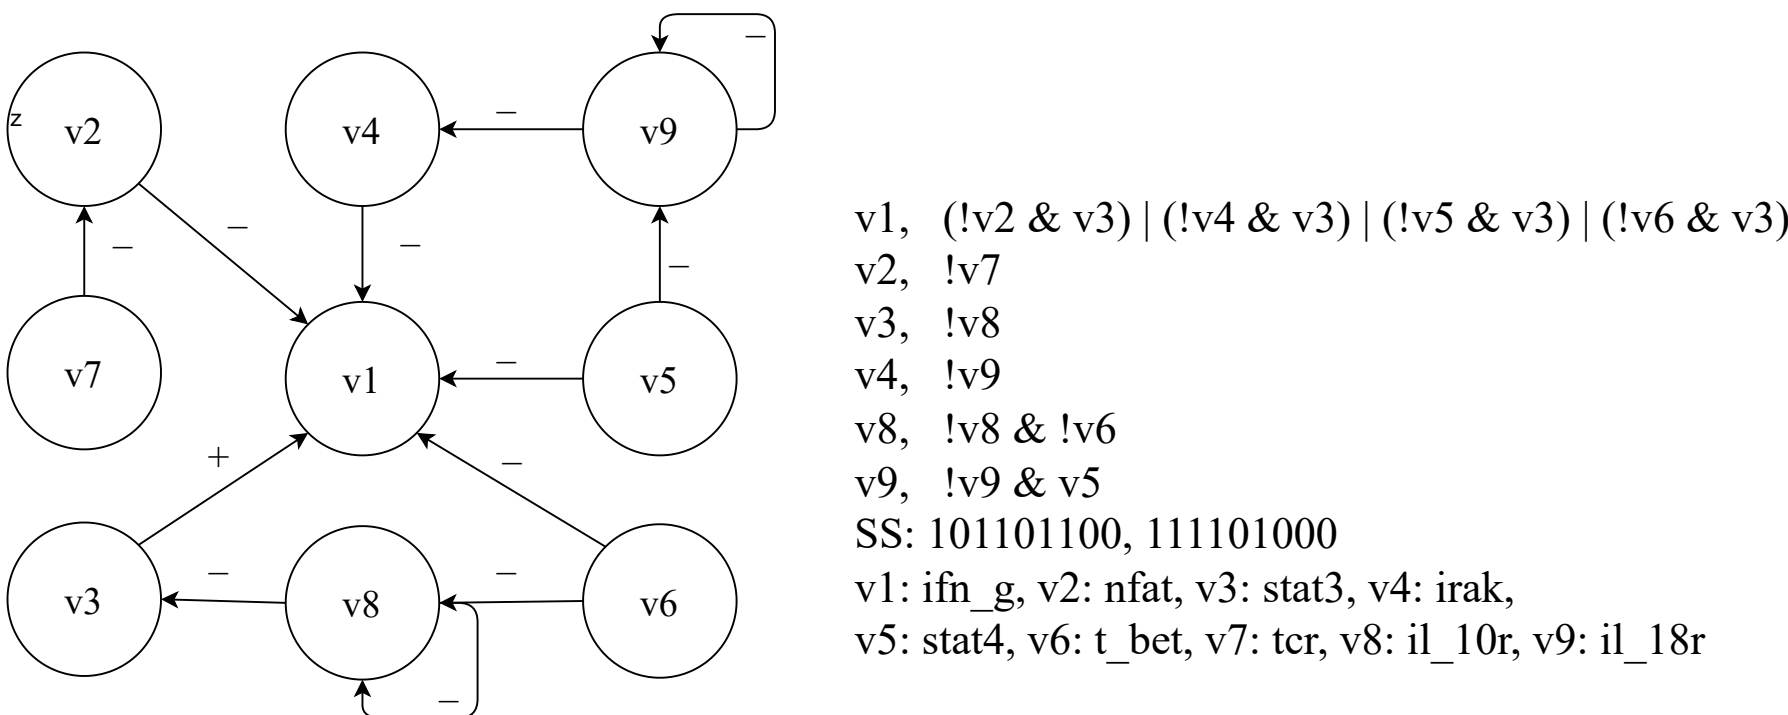 –
z v2 v4 – v9
– –
– –
v7 v1 – v5
+ –
v3 – v8 – v6
–
v1, (!v2 & v3) | (!v4 & v3) | (!v5 & v3) | (!v6 & v3)
v2, !v7
v3, !v8
v4, !v9
v8, !v8 & !v6
v9, !v9 & v5
SS: 101101100, 111101000
v1: ifn_g, v2: nfat, v3: stat3, v4: irak,
v5: stat4, v6: t_bet, v7: tcr, v8: il_10r, v9: il_18r